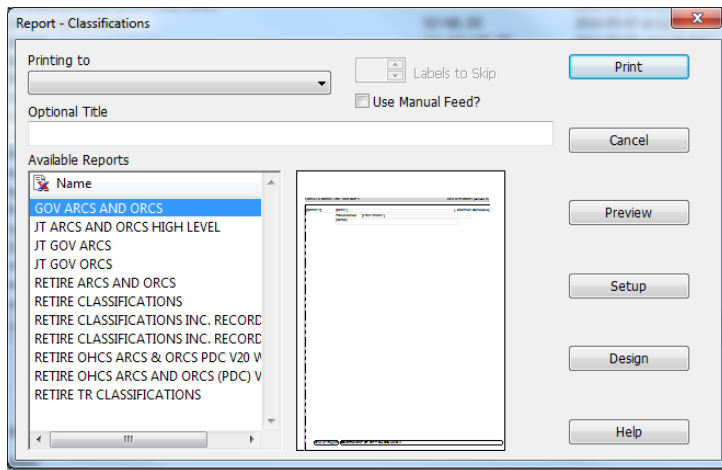 Report - Classifications
Printing to
Labels to Skip
Use Manual Feed?
Print
Optional Title
Cancel
Available Reports
Name
GOV ARCS AND ORCS
JT ARCS AND ORCS HIGH LEVEL
JT GOV ARCS
JT GOV ORCS
RETIRE ARCS AND ORCS
RETIRE CLASSIFICATIONS
RETIRE CLASSIFICATIONS INC. RECORD
RETIRE CLASSIFICATIONS INC. RECORD
RETIRE OHCS ARCS & ORCS PDC V20 W
RETIRE OHCS ARCS AND ORCS (PDC) V
RETIRE TR CLASSIFICATIONS
Preview
Setup
Design
Help